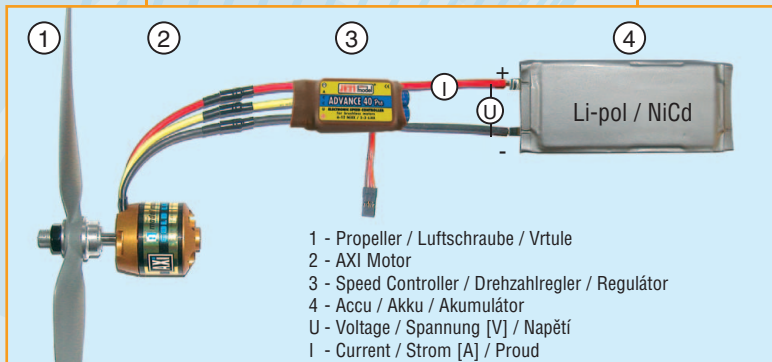 1 2 3 4
JETI model
ADVANCE 40 Plus
I
+
U
-
Li-pol / NiCd
AXI
1 - Propeller / Luftschraube / Vrtule
2 - AXI Motor
3 - Speed Controller / Drehzahlregler / Regulátor
4 - Accu / Akku / Akumulátor
U - Voltage / Spannung [V] / Napětí
I - Current / Strom [A] / Proud